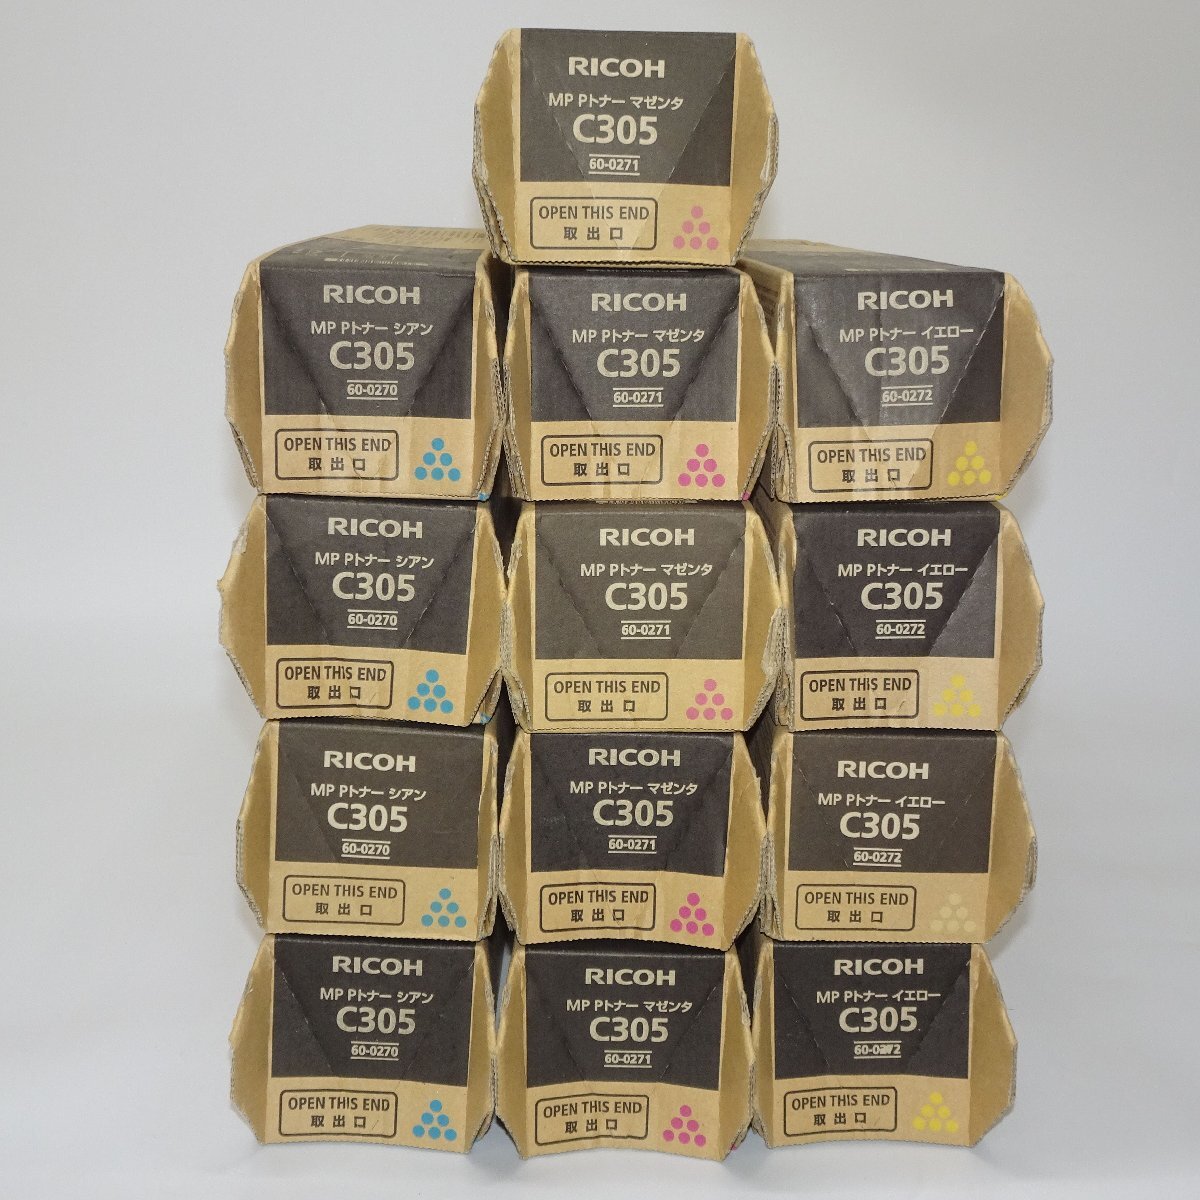 RICOH
MP Pトナー マゼンタ
C305
60-0271
OPEN THIS END
取出口
RICOH
MP Pトナー シアン
C305
60-0270
OPEN THIS END
取出口
RICOH
MP Pトナー マゼンタ
C305
60-0271
OPEN THIS END
取出口
RICOH
MP Pトナー イエロー
C305
60-0272
OPEN THIS END
取出口
RICOH
MP Pトナー シアン
C305
60-0270
OPEN THIS END
取出口
RICOH
MP Pトナー マゼンタ
C305
60-0271
OPEN THIS END
取出口
RICOH
MP Pトナー イエロー
C305
60-0272
OPEN THIS END
取出口
RICOH
MP Pトナー シアン
C305
60-0270
OPEN THIS END
取出口
RICOH
MP Pトナー マゼンタ
C305
60-0271
OPEN THIS END
取出口
RICOH
MP Pトナー イエロー
C305
60-0272
OPEN THIS END
取出口
RICOH
MP Pトナー シアン
C305
60-0270
OPEN THIS END
取出口
RICOH
MP Pトナー マゼンタ
C305
60-0271
OPEN THIS END
取出口
RICOH
MP Pトナー イエロー
C305
60-0272
OPEN THIS END
取出口